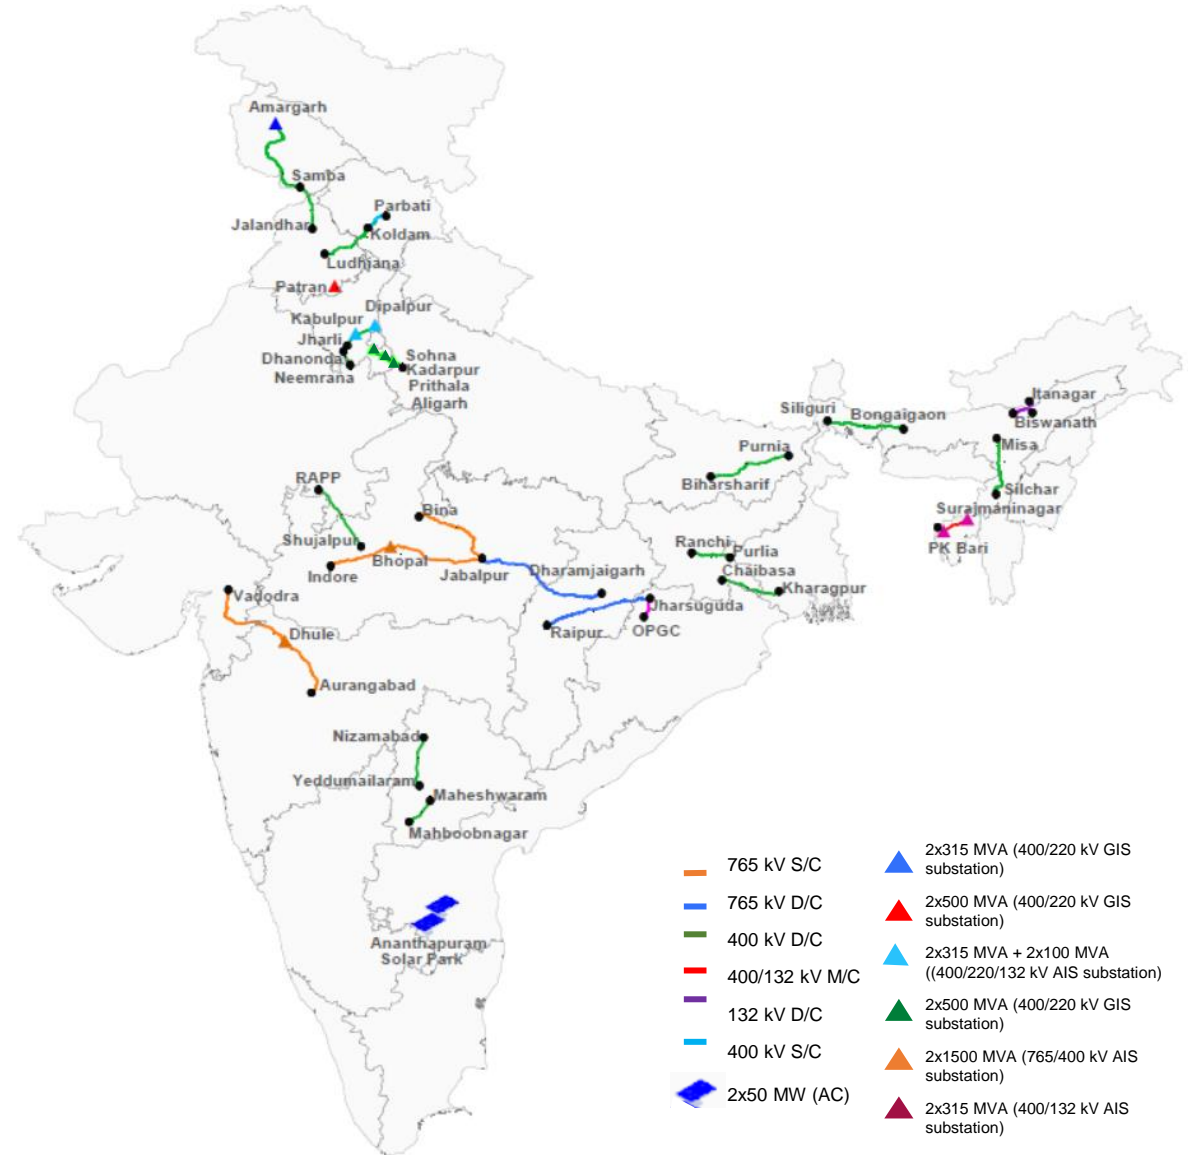 Amargarh
Samba
Jalandhar
Parbati
Koldam
Ludhiana
Patran
Dipalpur
Kabulpur
Jharli
Dhanonda
Neemrana
Sohna
Kadarpur
Prithala
Aligarh
Siliguri
Bongaigaon
Itanagar
Biswanath
Misa
Silchar
Surajmaninagar
PK Bari
Purnia
Biharsharif
RAPP
Shujalpur
Bina
Bhopal
Indore
Jabalpur
Dharamjaigarh
Ranchi
Purlia
Chaibasa
Kharagpur
Jharsuguda
OPGC
Raipur
Vadodra
Dhule
Aurangabad
Nizamabad
Yeddumailaram
Maheshwaram
Mahboobnagar
Ananthapuram
Solar Park
765 kV S/C
765 kV D/C
400 kV D/C
400/132 kV M/C
132 kV D/C
400 kV S/C
2x50 MW (AC)
2x315 MVA (400/220 kV GIS
substation)
2x500 MVA (400/220 kV GIS
substation)
2x315 MVA + 2x100 MVA
((400/220/132 kV AIS substation)
2x500 MVA (400/220 kV GIS
substation)
2x1500 MVA (765/400 kV AIS
substation)
2x315 MVA (400/132 kV AIS
substation)